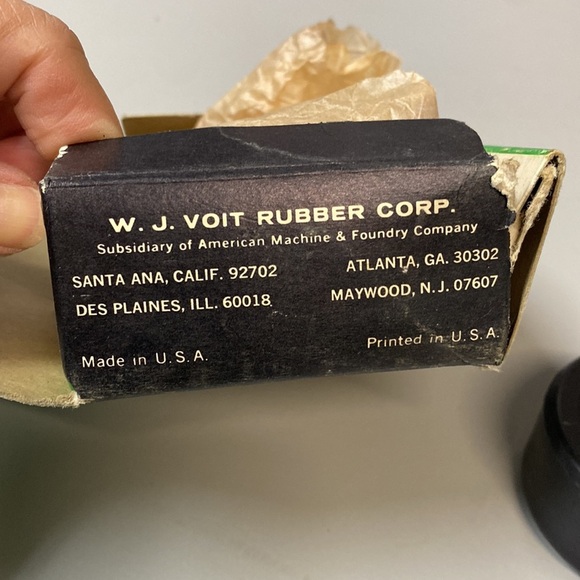 W. J. VOIT RUBBER CORP.
Subsidiary of American Machine & Foundry Company
SANTA ANA, CALIF. 92702
ATLANTA, GA. 30302
DES PLAINES, ILL. 60018
MAYWOOD, N.J. 07607
Made in U.S.A.
Printed in U.S.A.